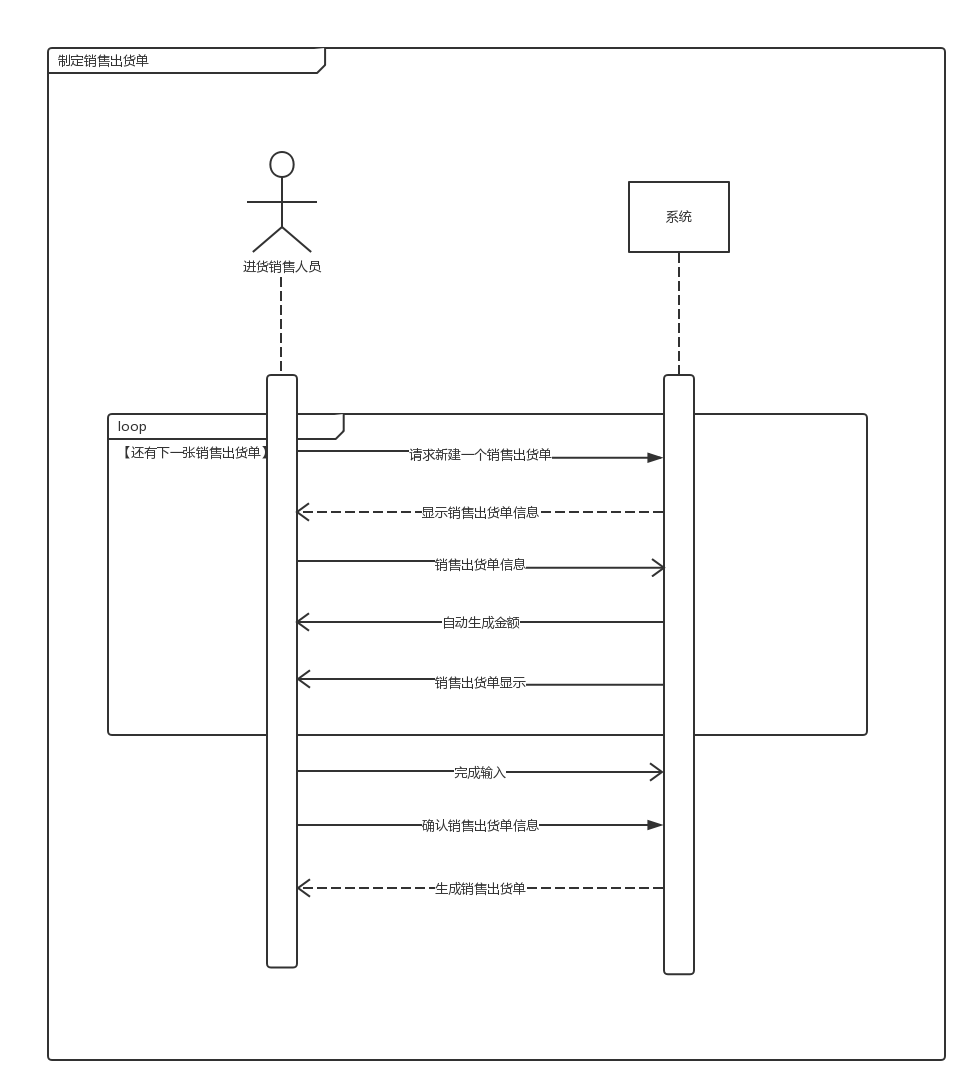 制定销售出货单
系统
进货销售人员
loop
【还有下一张销售出货单】
请求新建一个销售出货单
显示销售出货单信息
销售出货单信息
自动生成金额
销售出货单显示
完成输入
确认销售出货单信息
生成销售出货单